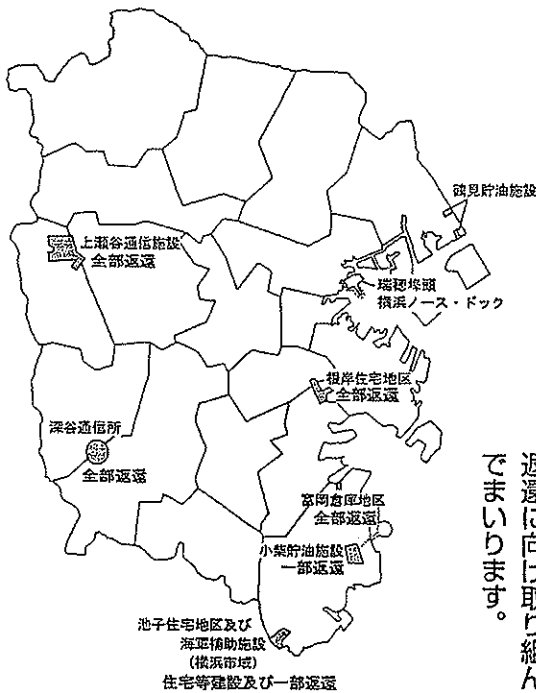 鶴見貯油施設
上瀬谷通信施設
全部返還
瑞穂埠頭
横浜ノース・ドック
根岸住宅地区
全部返還
深谷通信所
全部返還
富岡倉庫地区
全部返還
小柴貯油施設
一部返還
池子住宅地区及び
海軍補助施設
(横浜市域)
住宅等建設及び一部返還
返還に向け取り組ん
でまいります。